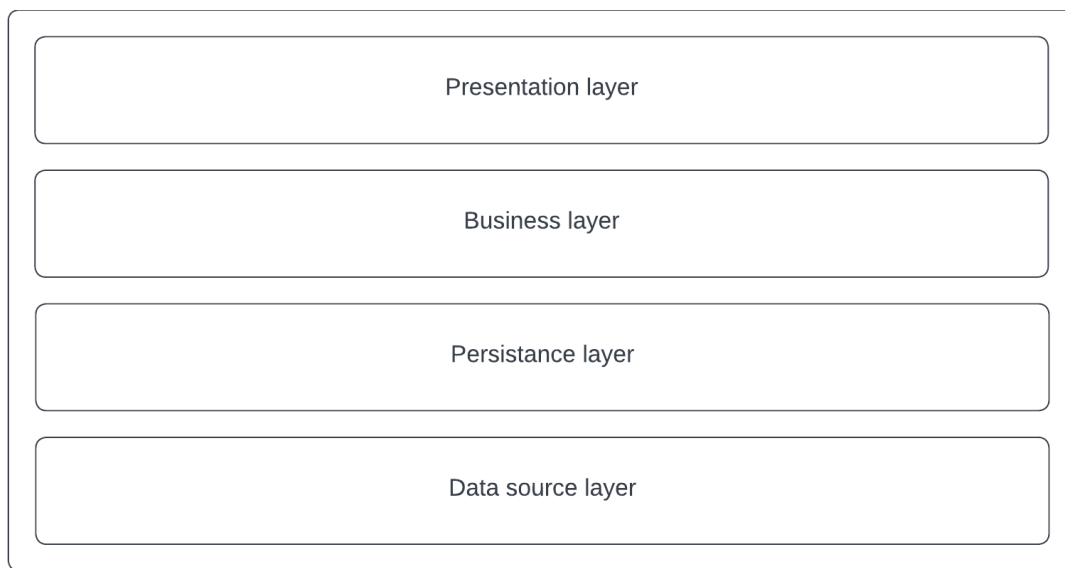 Presentation layer
Business layer
Persistance layer
Data source layer